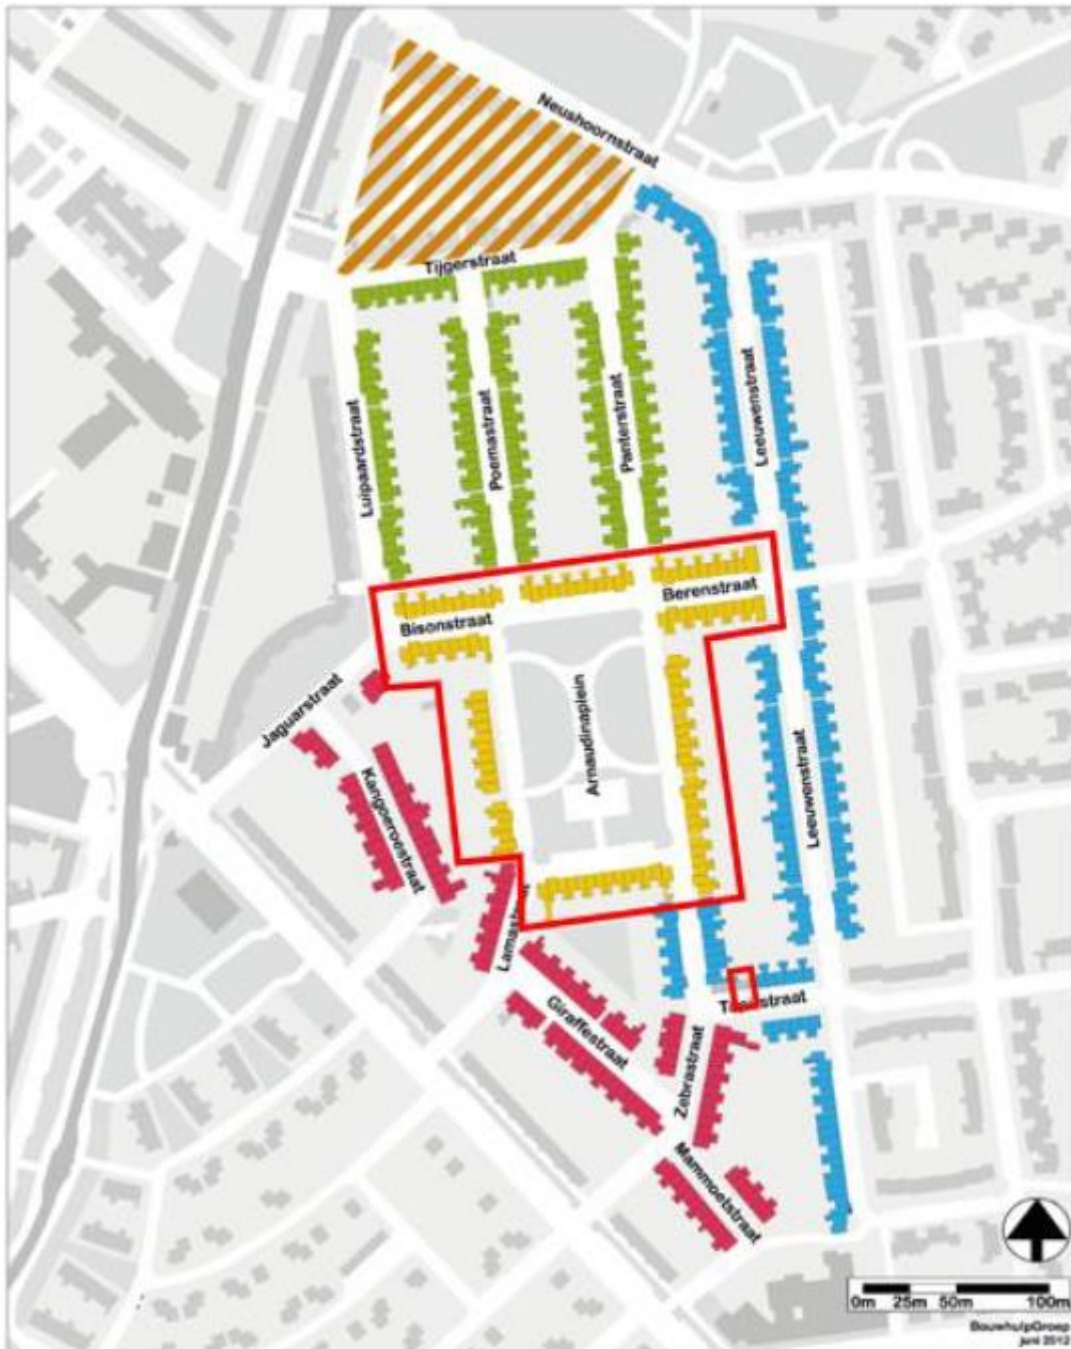 Neushoornstraat
Tijgerstraat
Luipaardstraat
Poemastraat
Panterstraat
Leeuwenstraat
Bisonstraat
Berenstraat
Jaguarstraat
Arnaudinaplein
Kangoeroestraat
Leeuwenstraat
Giraffestraat
Zebrastraat
Mammoetstraat
0m 25m 50m 100m
BouwhulpGroep
juni 2012